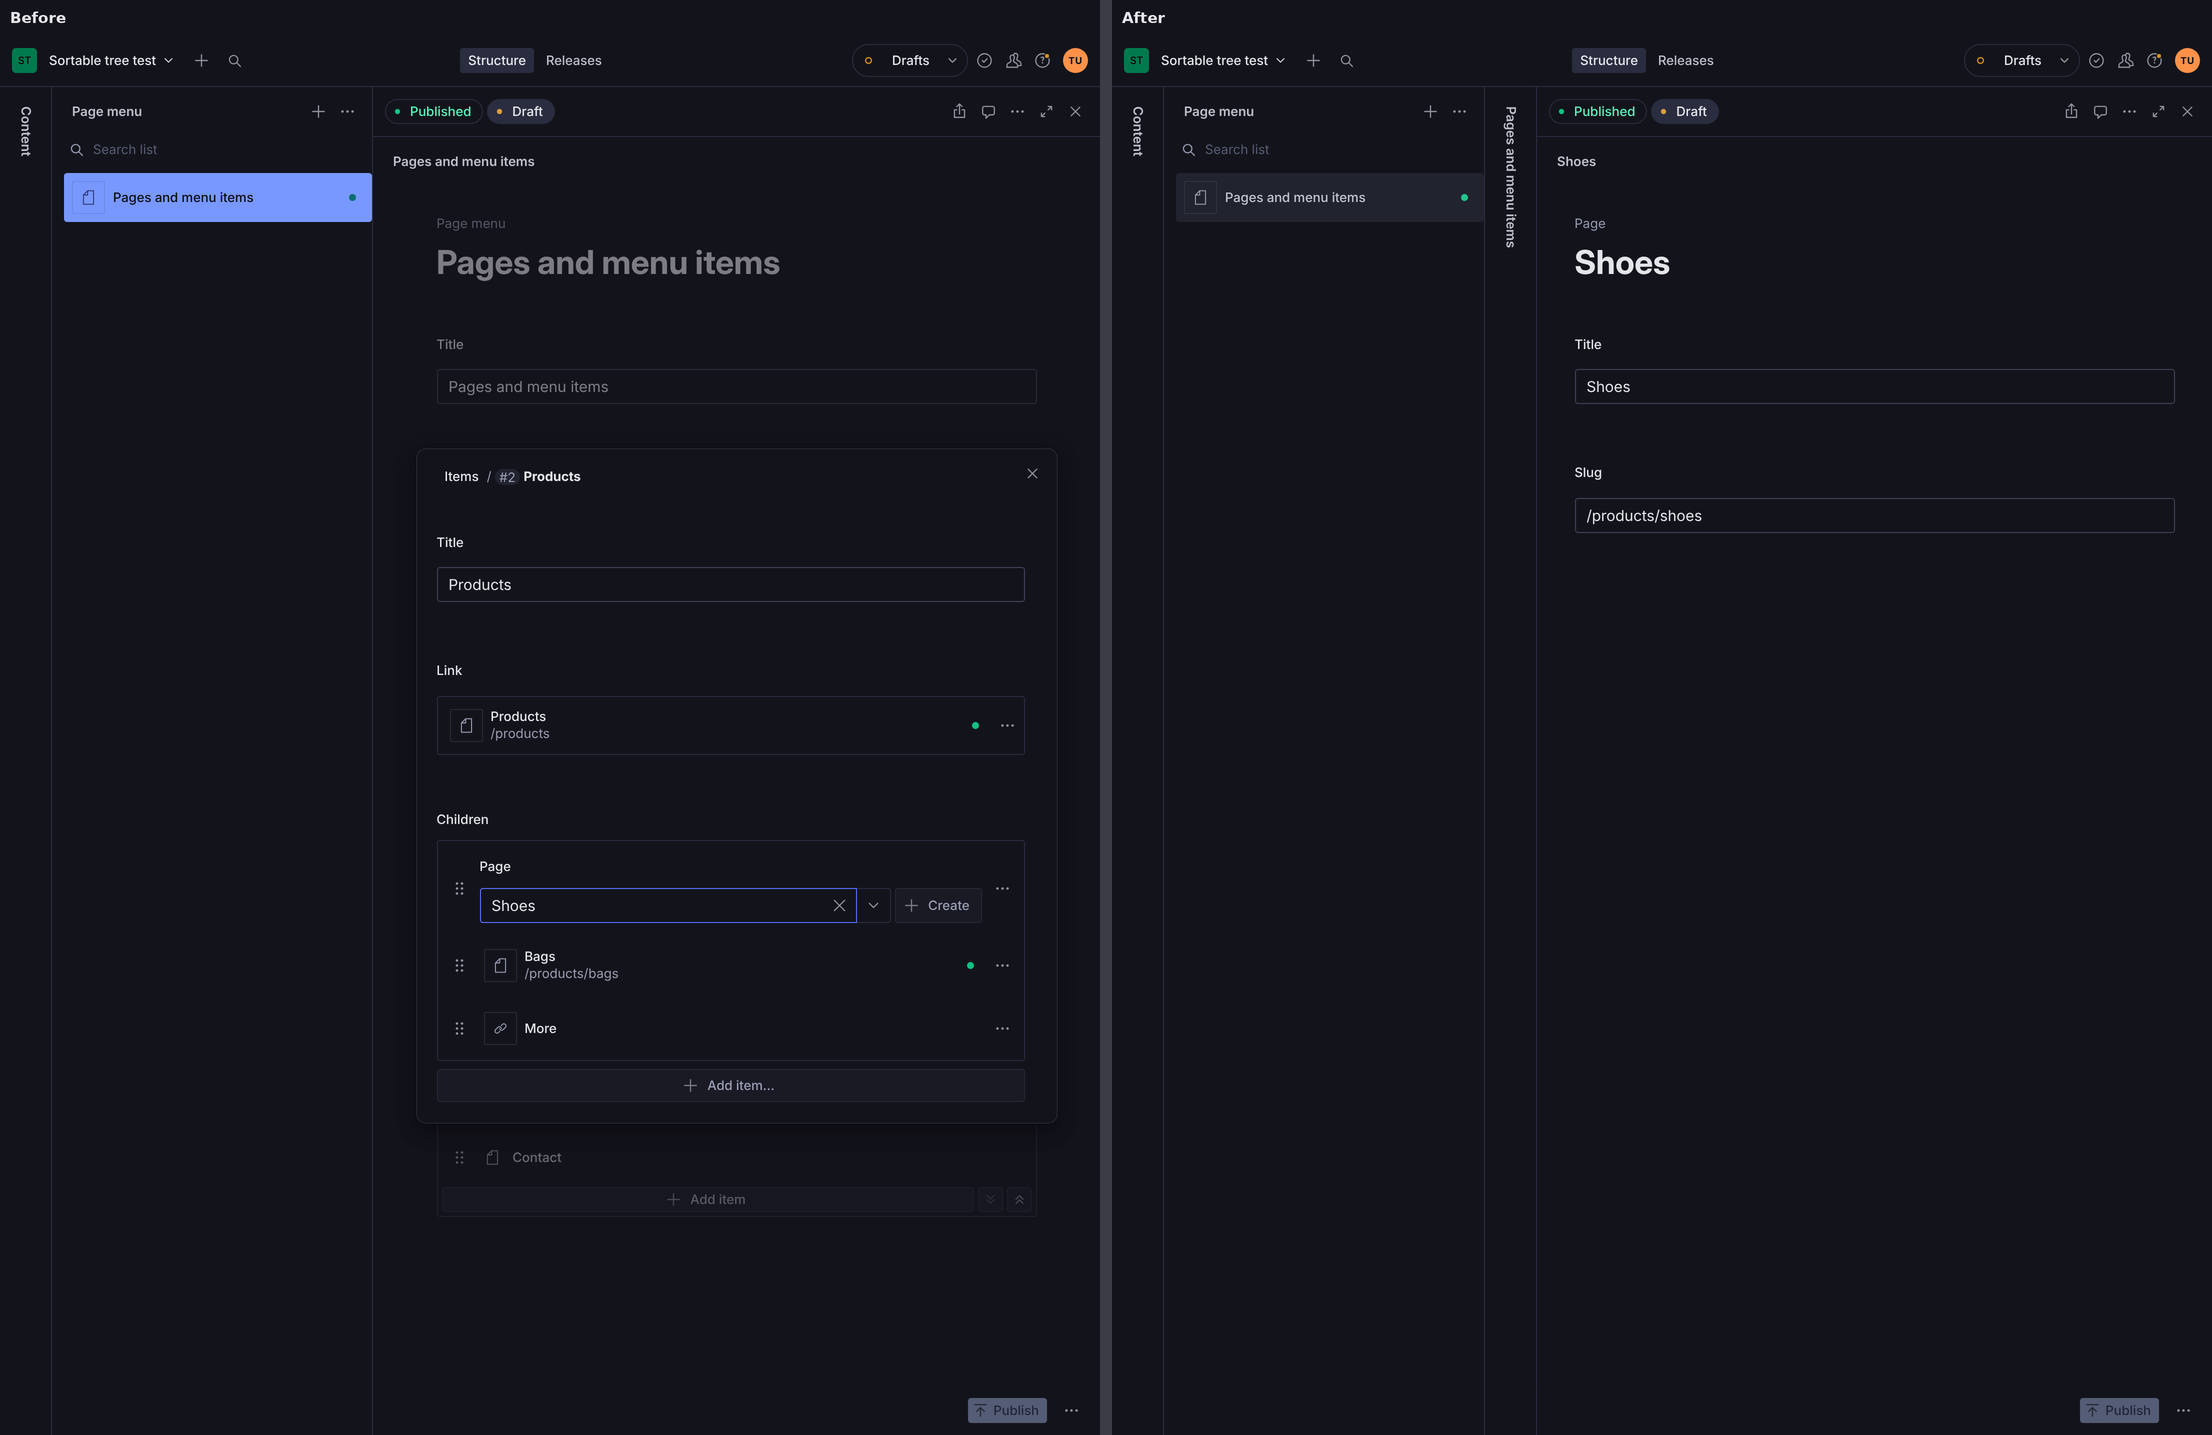 Before
ST Sortable tree test
Structure Releases
Drafts
TU
Content
Page menu
Search list
Pages and menu items
Published Draft
Pages and menu items
Page menu
Pages and menu items
Title
Pages and menu items
Items / #2 Products
Title
Products
Link
Products
/products
Children
Page
Shoes
Create
Bags
/products/bags
More
Add item...
Contact
Add item
Publish
After
ST Sortable tree test
Structure Releases
Drafts
TU
Content
Page menu
Search list
Pages and menu items
Pages and menu items
Published Draft
Shoes
Page
Shoes
Title
Shoes
Slug
/products/shoes
Publish